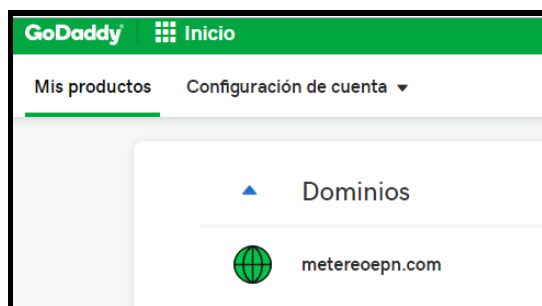 GoDaddy Inicio
Mis productos Configuración de cuenta
Dominios
metereoepn.com